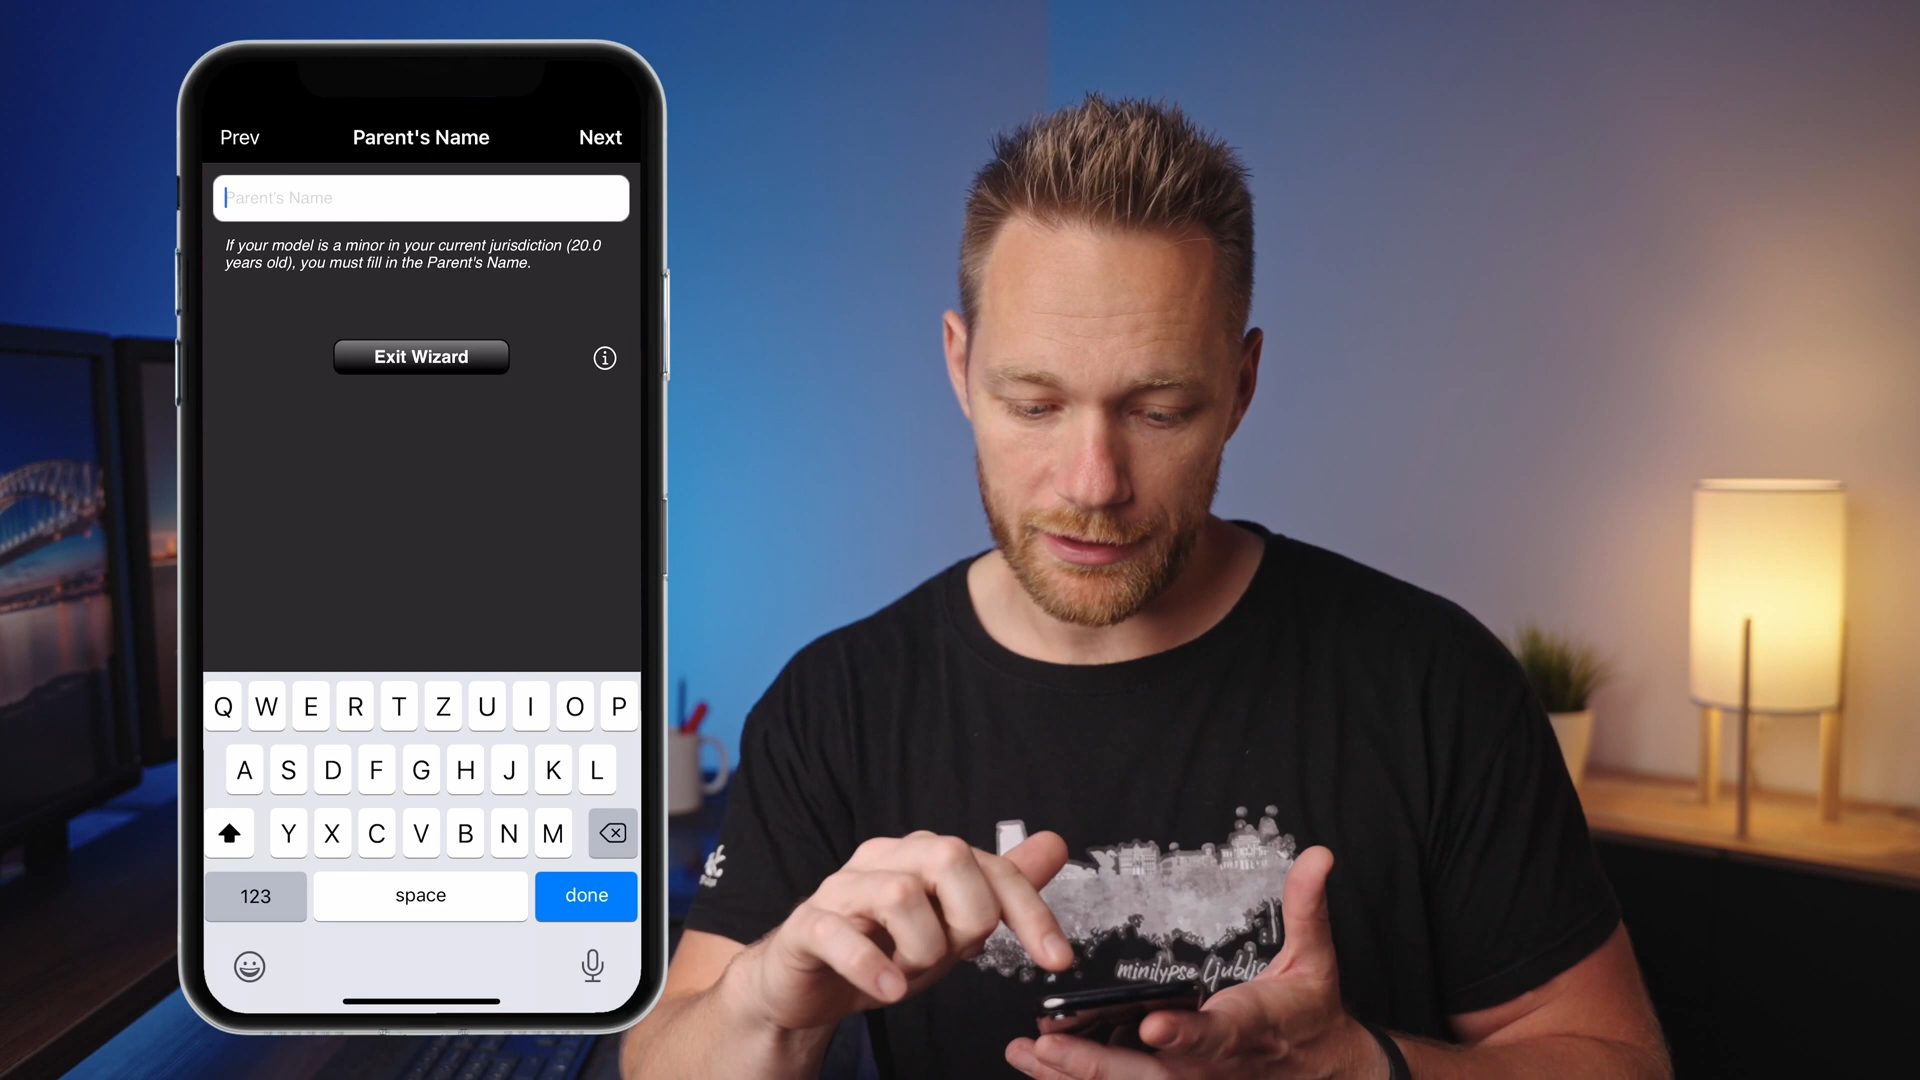 Prev Parent's Name Next
Parent's Name
If your model is a minor in your current jurisdiction (20.0
years old), you must fill in the Parent's Name.
Exit Wizard
Q W E R T Z U I O P
A S D F G H J K L
Y X C V B N M
123 space done
minilypse